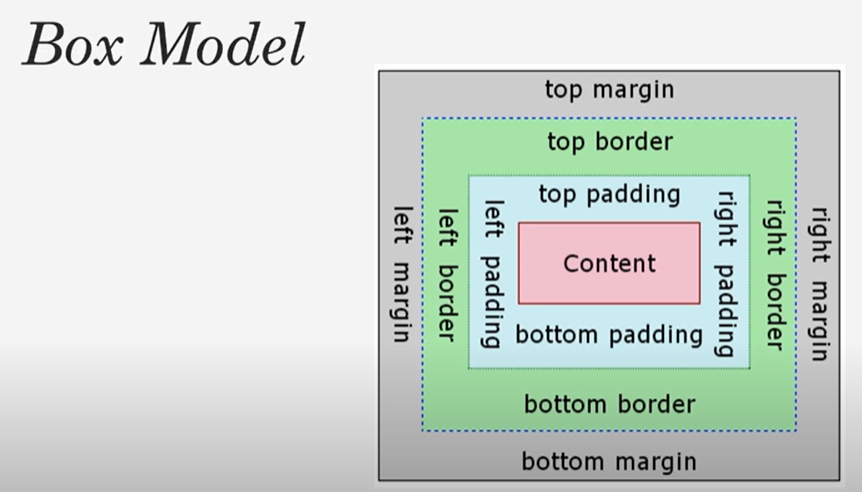 Box Model
top margin
top border
top padding
left margin
left border
left padding
Content
right padding
right border
right margin
bottom padding
bottom border
bottom margin